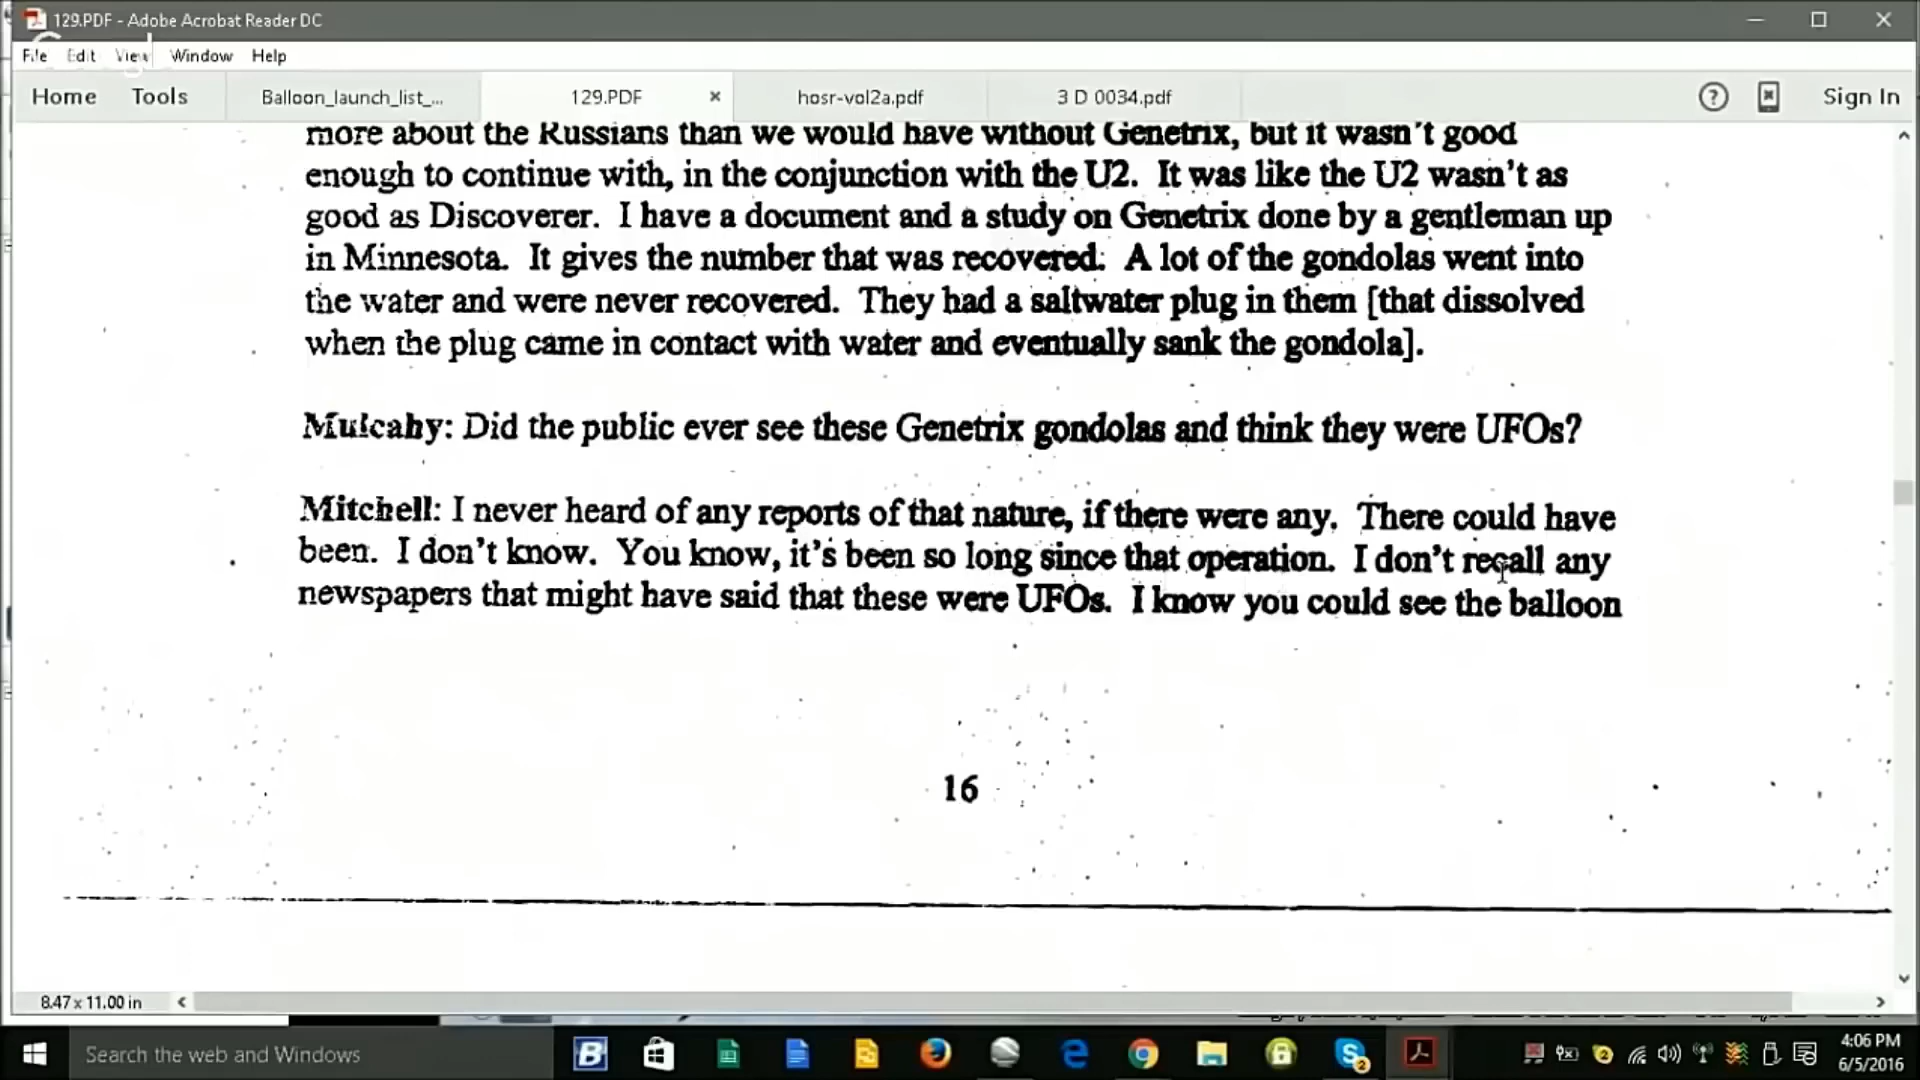 129.PDF - Adobe Acrobat Reader DC
File Edit View Window Help
Home Tools Balloon_launch_list_... 129.PDF hosr-vol2a.pdf 3 D 0034.pdf Sign In
more about the Russians than we would have without Genetrix, but it wasn't good
enough to continue with, in the conjunction with the U2. It was like the U2 wasn't as
good as Discoverer. I have a document and a study on Genetrix done by a gentleman up
in Minnesota. It gives the number that was recovered. A lot of the gondolas went into
the water and were never recovered. They had a saltwater plug in them [that dissolved
when the plug came in contact with water and eventually sank the gondola].
Mulcahy: Did the public ever see these Genetrix gondolas and think they were UFOs?
Mitchell: I never heard of any reports of that nature, if there were any. There could have
been. I don't know. You know, it's been so long since that operation. I don't recall any
newspapers that might have said that these were UFOs. I know you could see the balloon
16
8.47 x 11.00 in
Search the web and Windows
4:06 PM
6/5/2016